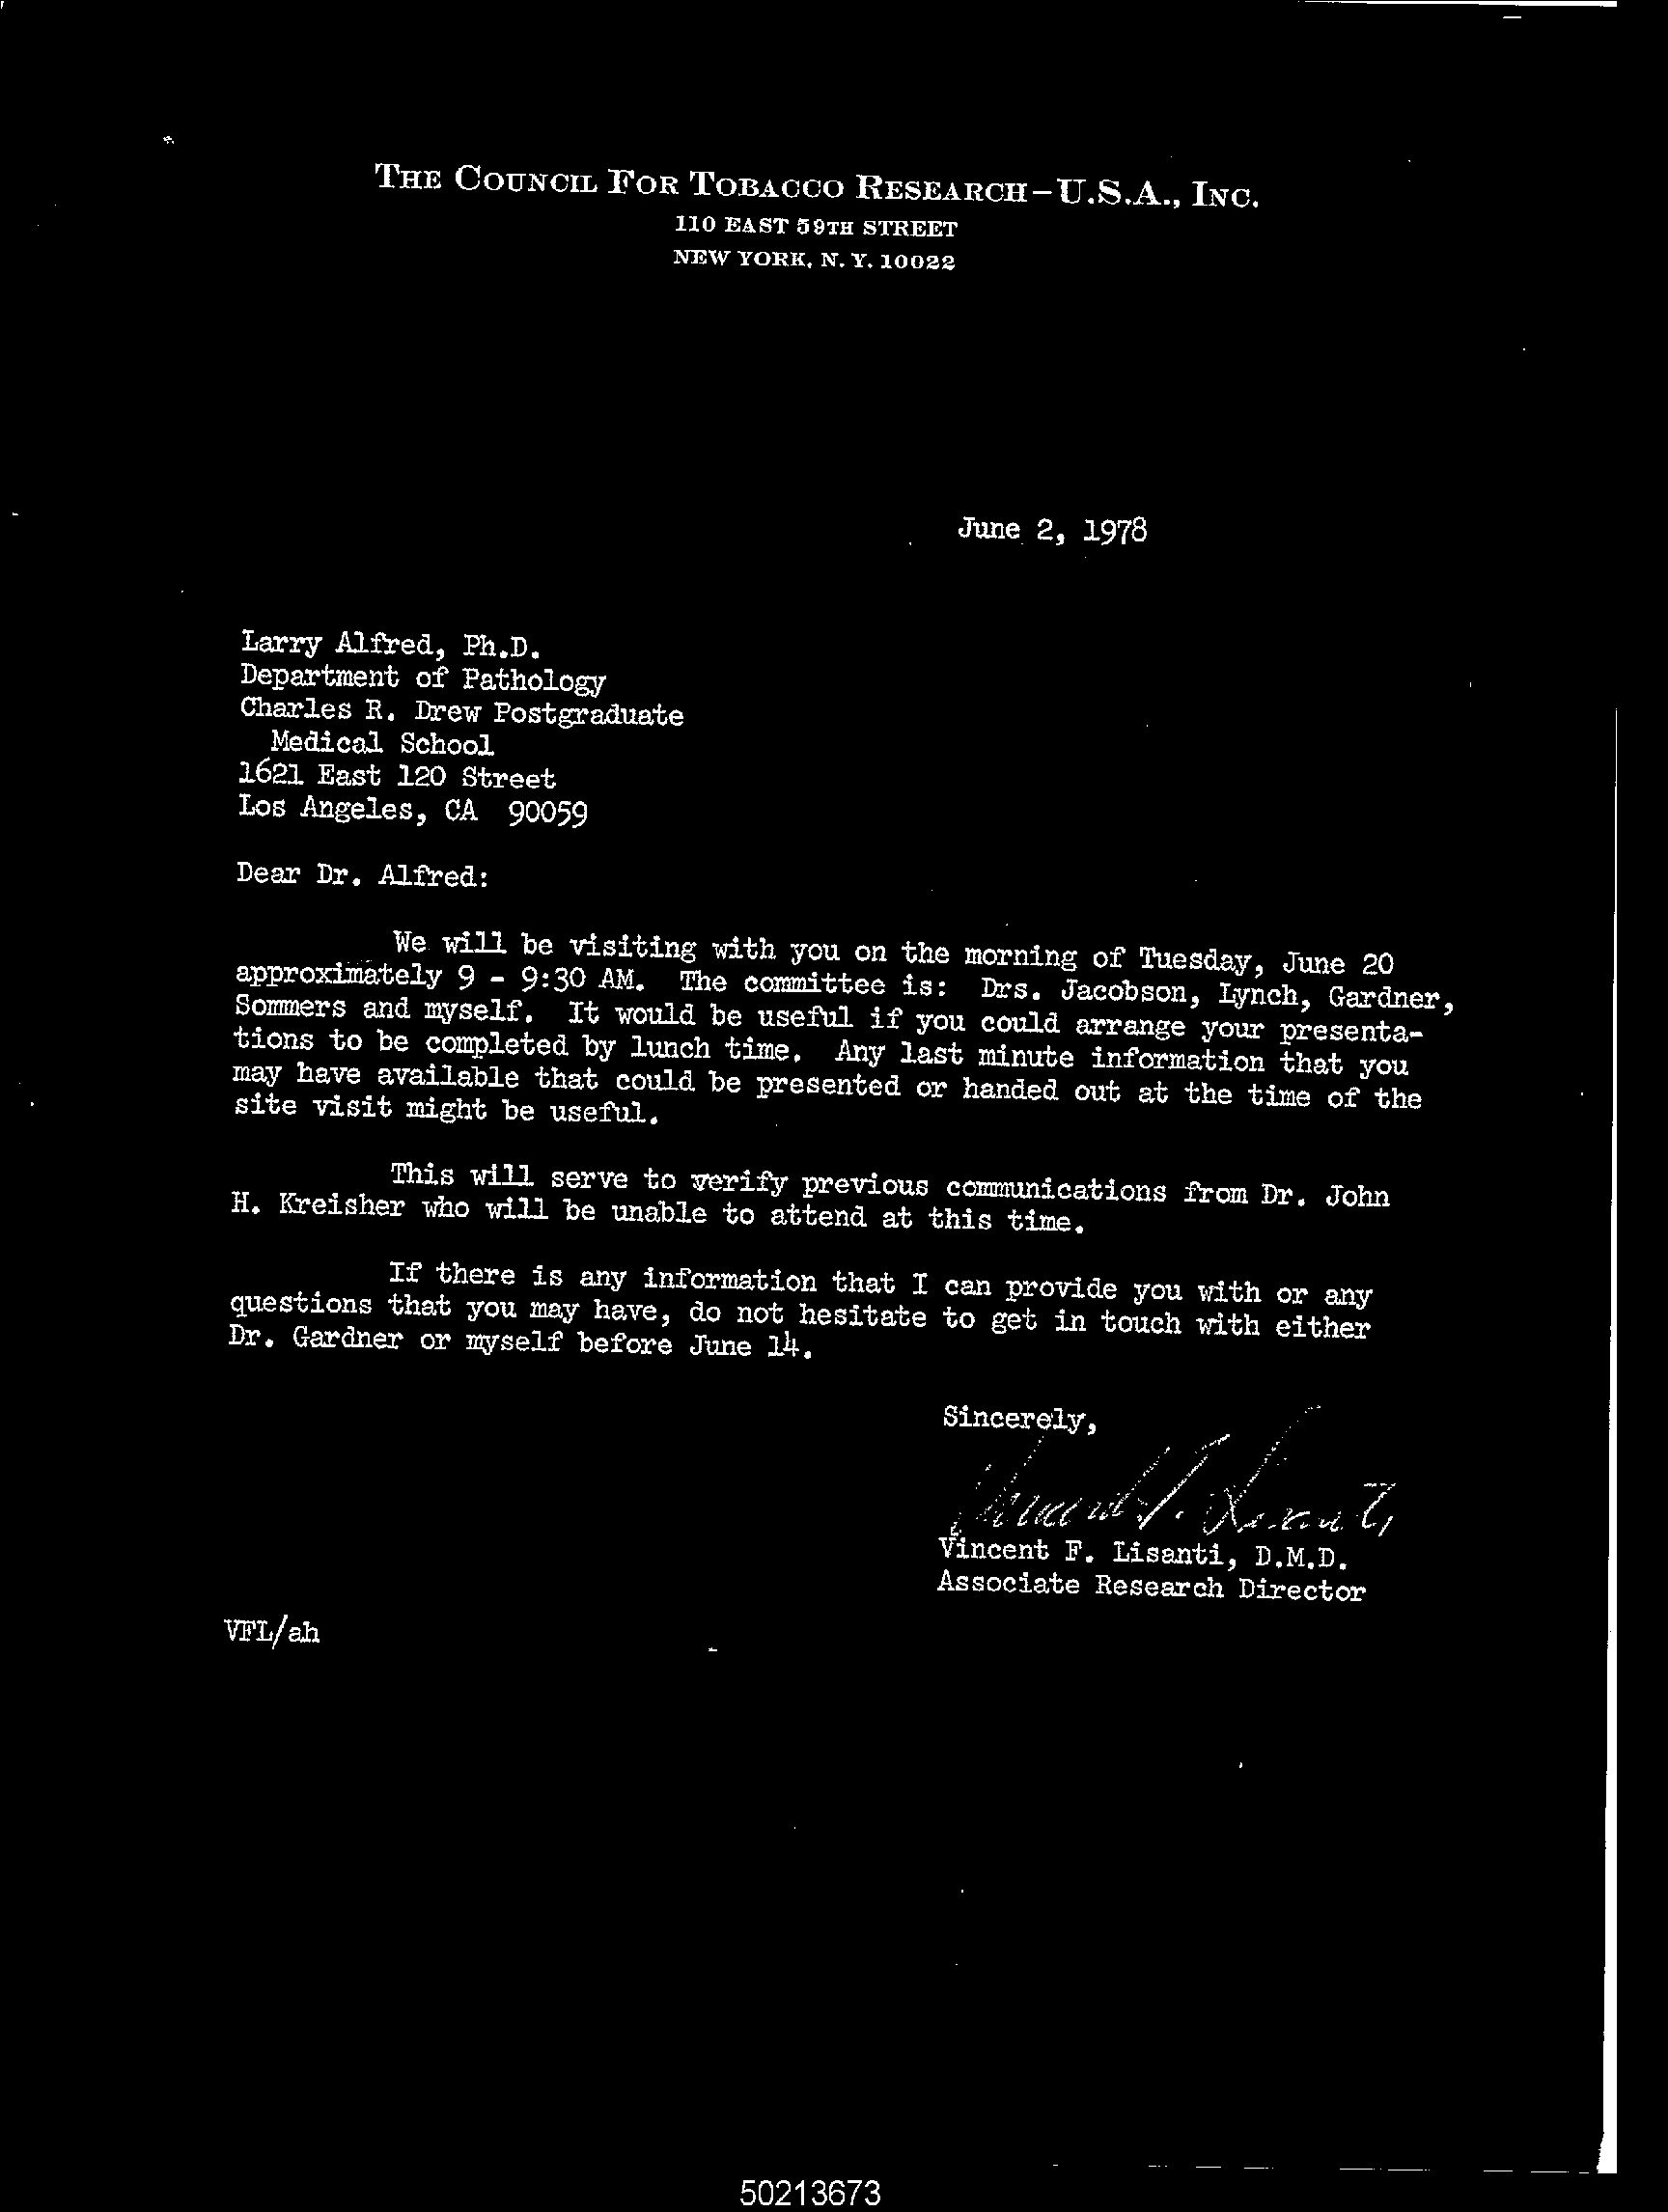 THE COUNCIL FOR TOBACCO RESEARCH-U.S.A., INC.
110 EAST 59TH STREET
NEW YORK, N. Y. 10022
June 2, 1978
Larry Alfred, Ph.D.
Department of Pathology
Charles R. Drew Postgraduate
Medical School
1621 East 120 Street
Los Angeles, CA 90059
Dear Dr. Alfred:
We will be visiting with you on the morning of Tuesday, June 20
approximately 9 - 9:30 AM. The committee is: Drs. Jacobson, Lynch, Gardner,
Sommers and myself. It would be useful if you could arrange your presenta-
tions to be completed by lunch time. Any last minute information that you
may have available that could be presented or handed out at the time of the
site visit might be useful.
This will serve to verify previous communications from Dr. John
H. Kreisher who will be unable to attend at this time.
If there is any information that I can provide you with or any
questions that you may have, do not hesitate to get in touch with either
Dr. Gardner or myself before June 14.
Sincerely,
Vincent F. Lisanti
Vincent F. Lisanti, D.M.D.
Associate Research Director
VFL/ah
50213673